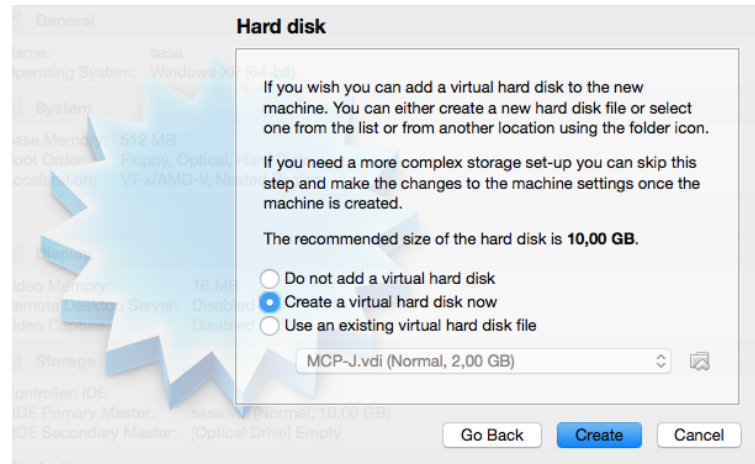 General
Name: sasa
Operating System: Windows XP (64-bit)
System
Base Memory: 512 MB
Boot Order: Floppy, Optical,
Acceleration: VT-x/AMD-V,
Display
Video Memory: 16 MB
Remote Desktop Server: Disabled
Video Capture: Disabled
Storage
Controller: IDE
IDE Primary Master: (Normal, 10,00 GB)
IDE Secondary Master: [Optical Drive] Empty
Hard disk
If you wish you can add a virtual hard disk to the new
machine. You can either create a new hard disk file or select
one from the list or from another location using the folder icon.
If you need a more complex storage set-up you can skip this
step and make the changes to the machine settings once the
machine is created.
The recommended size of the hard disk is 10,00 GB.
Do not add a virtual hard disk
Create a virtual hard disk now
Use an existing virtual hard disk file
MCP-J.vdi (Normal, 2,00 GB)
Go Back
Create
Cancel